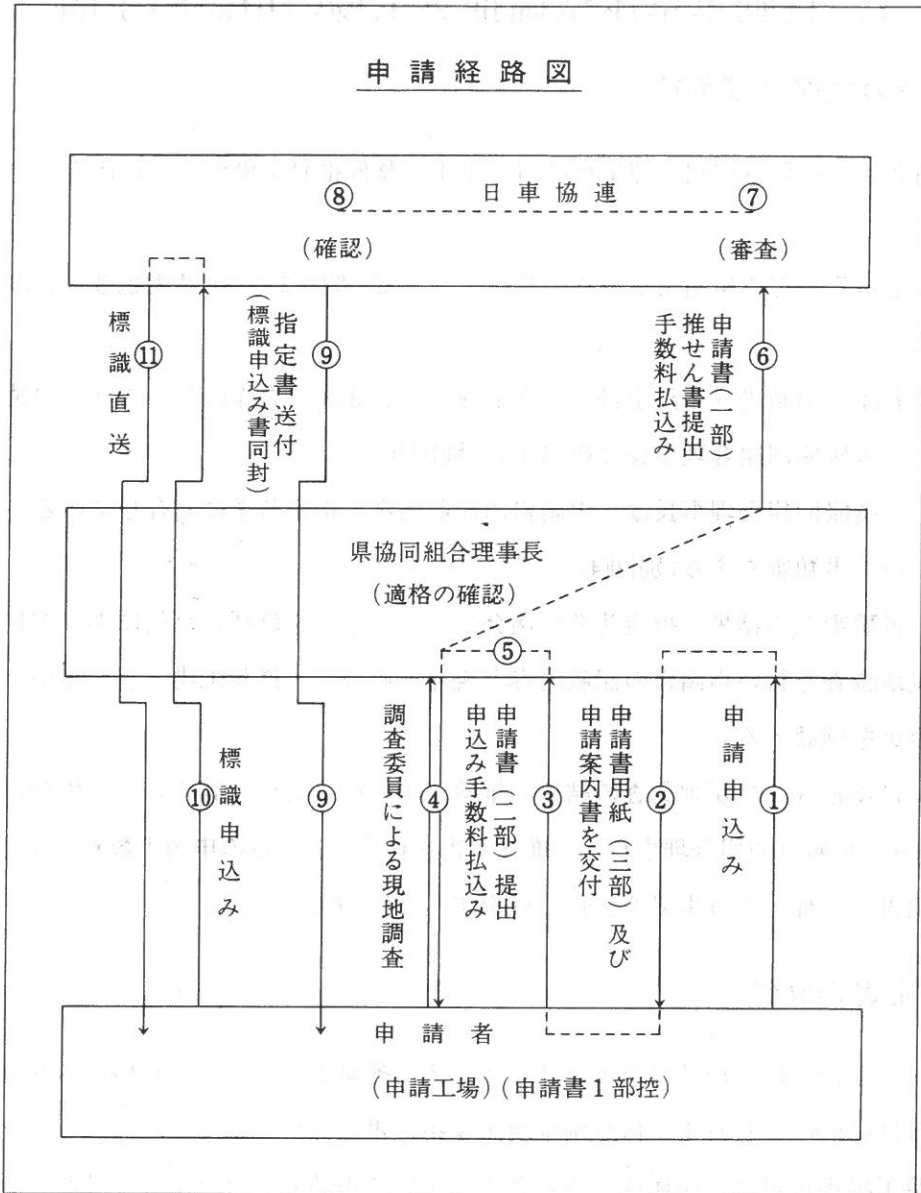 申請経路図
⑧ 日車協連 ⑦
(確認) (審査)
申請書(一部)
推せん書提出
手数料払込み
⑥
⑨
指定書送付
(標識申込み書同封)
⑪
標識直送
県協同組合理事長
(適格の確認)
⑤
①
申請申込み
②
申請書用紙(三部)及び
申請案内書を交付
③
申請書(二部)提出
申込み手数料払込み
④
調査委員による現地調査
⑨
⑩
標識申込み
申請者
(申請工場)(申請書1部控)